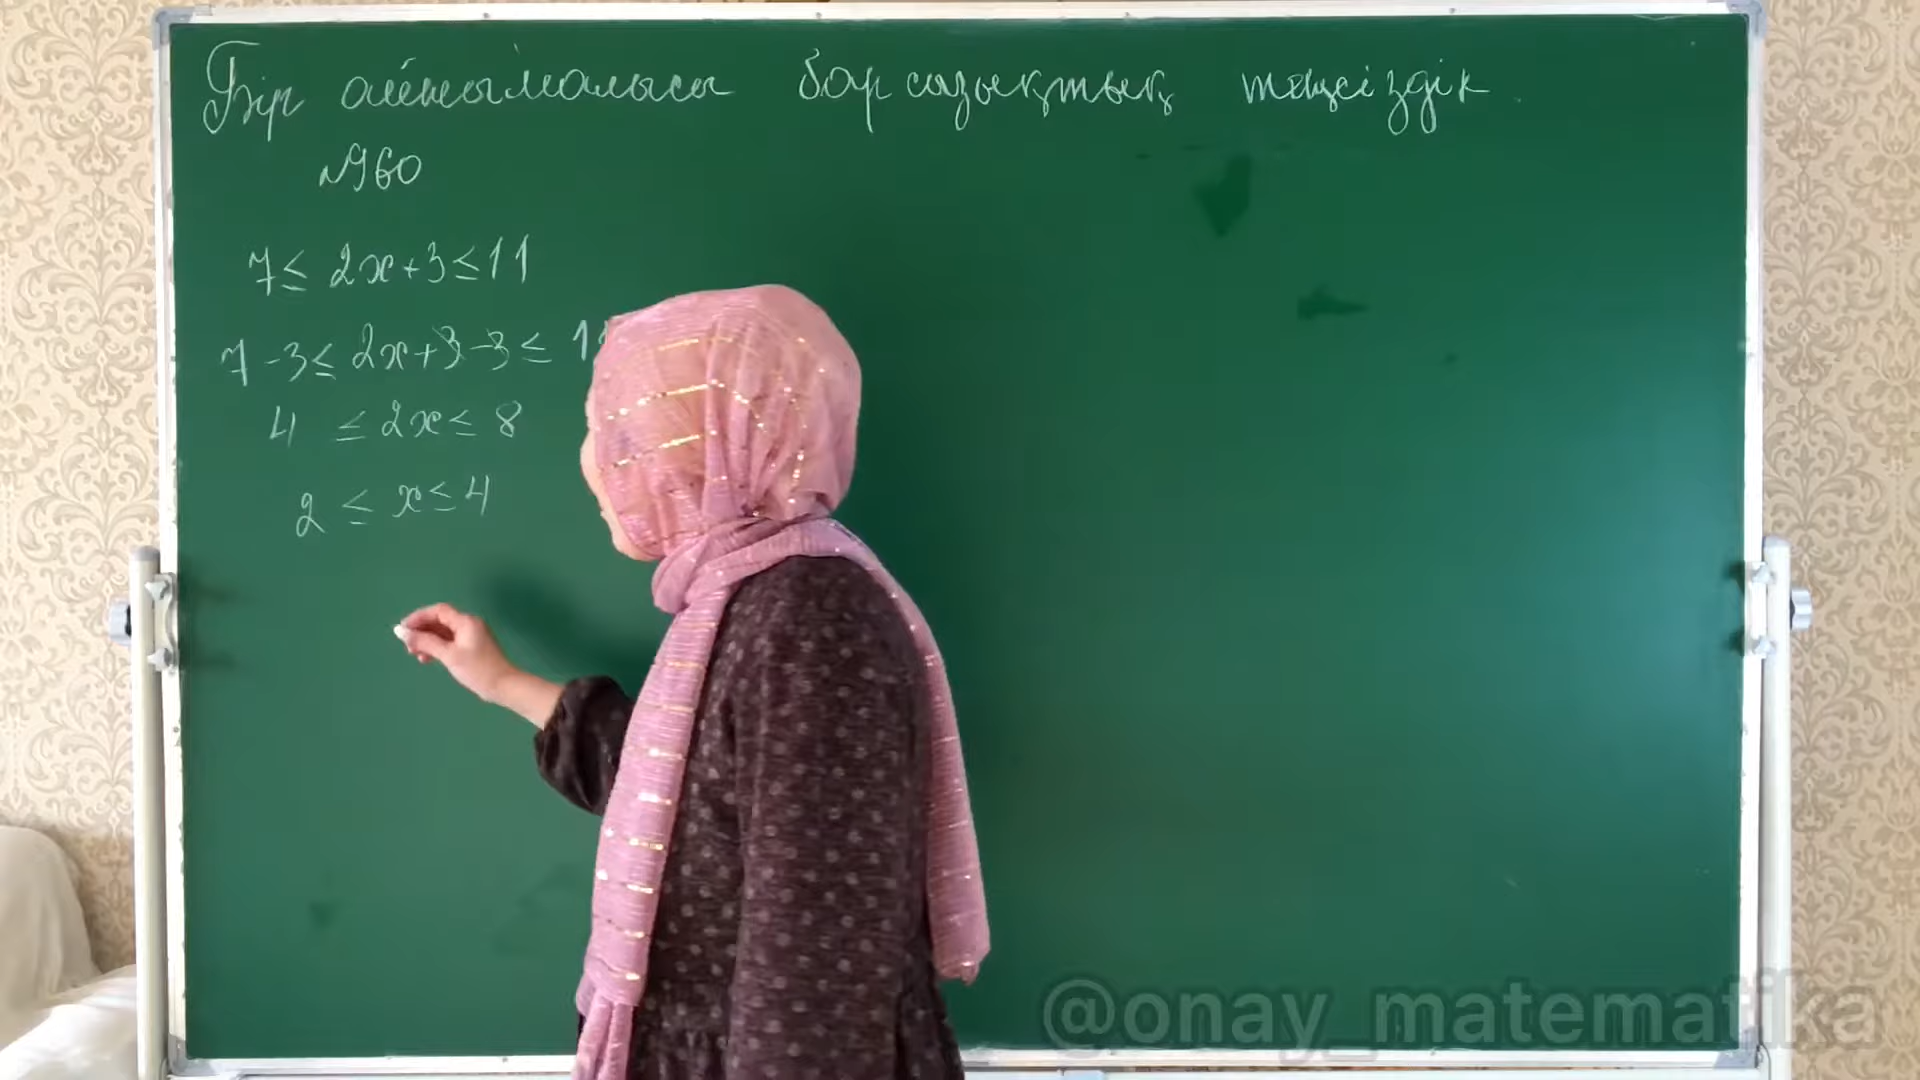 Бір айнымалысы бар сызықтық теңсіздік.
№960
7 ≤ 2x+3 ≤ 11
7-3 ≤ 2x+3-3 ≤ 11
4 ≤ 2x ≤ 8
2 ≤ x ≤ 4
@onay_matematika